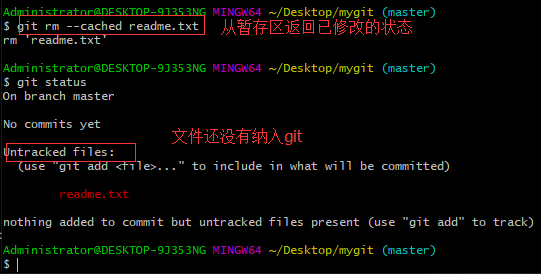 Administrator@DESKTOP-9J353NG MINGW64 ~/Desktop/mygit (master)
$ git rm --cached readme.txt 从暂存区返回已修改的状态
rm 'readme.txt'
Administrator@DESKTOP-9J353NG MINGW64 ~/Desktop/mygit (master)
$ git status
On branch master
No commits yet
文件还没有纳入git
Untracked files:
(use "git add <file>..." to include in what will be committed)
readme.txt
nothing added to commit but untracked files present (use "git add" to track)
Administrator@DESKTOP-9J353NG MINGW64 ~/Desktop/mygit (master)
$